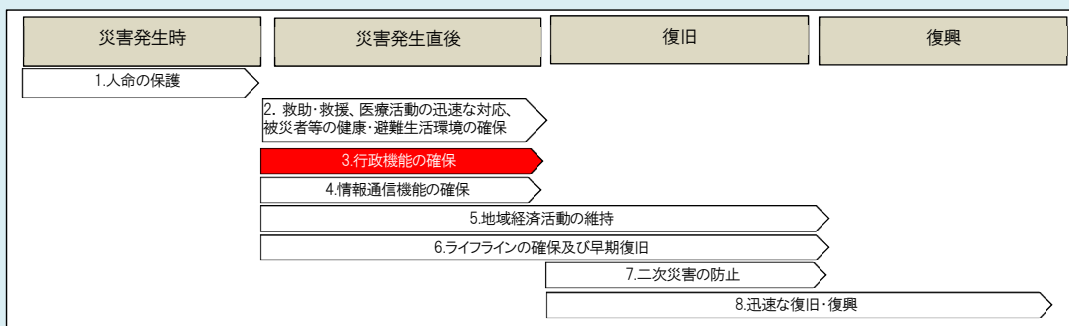 災害発生時
災害発生直後
復旧
復興
1.人命の保護
2．救助・救援、医療活動の迅速な対応、
被災者等の健康・避難生活環境の確保
3.行政機能の確保
4.情報通信機能の確保
5.地域経済活動の維持
6.ライフラインの確保及び早期復旧
7.二次災害の防止
8.迅速な復旧・復興